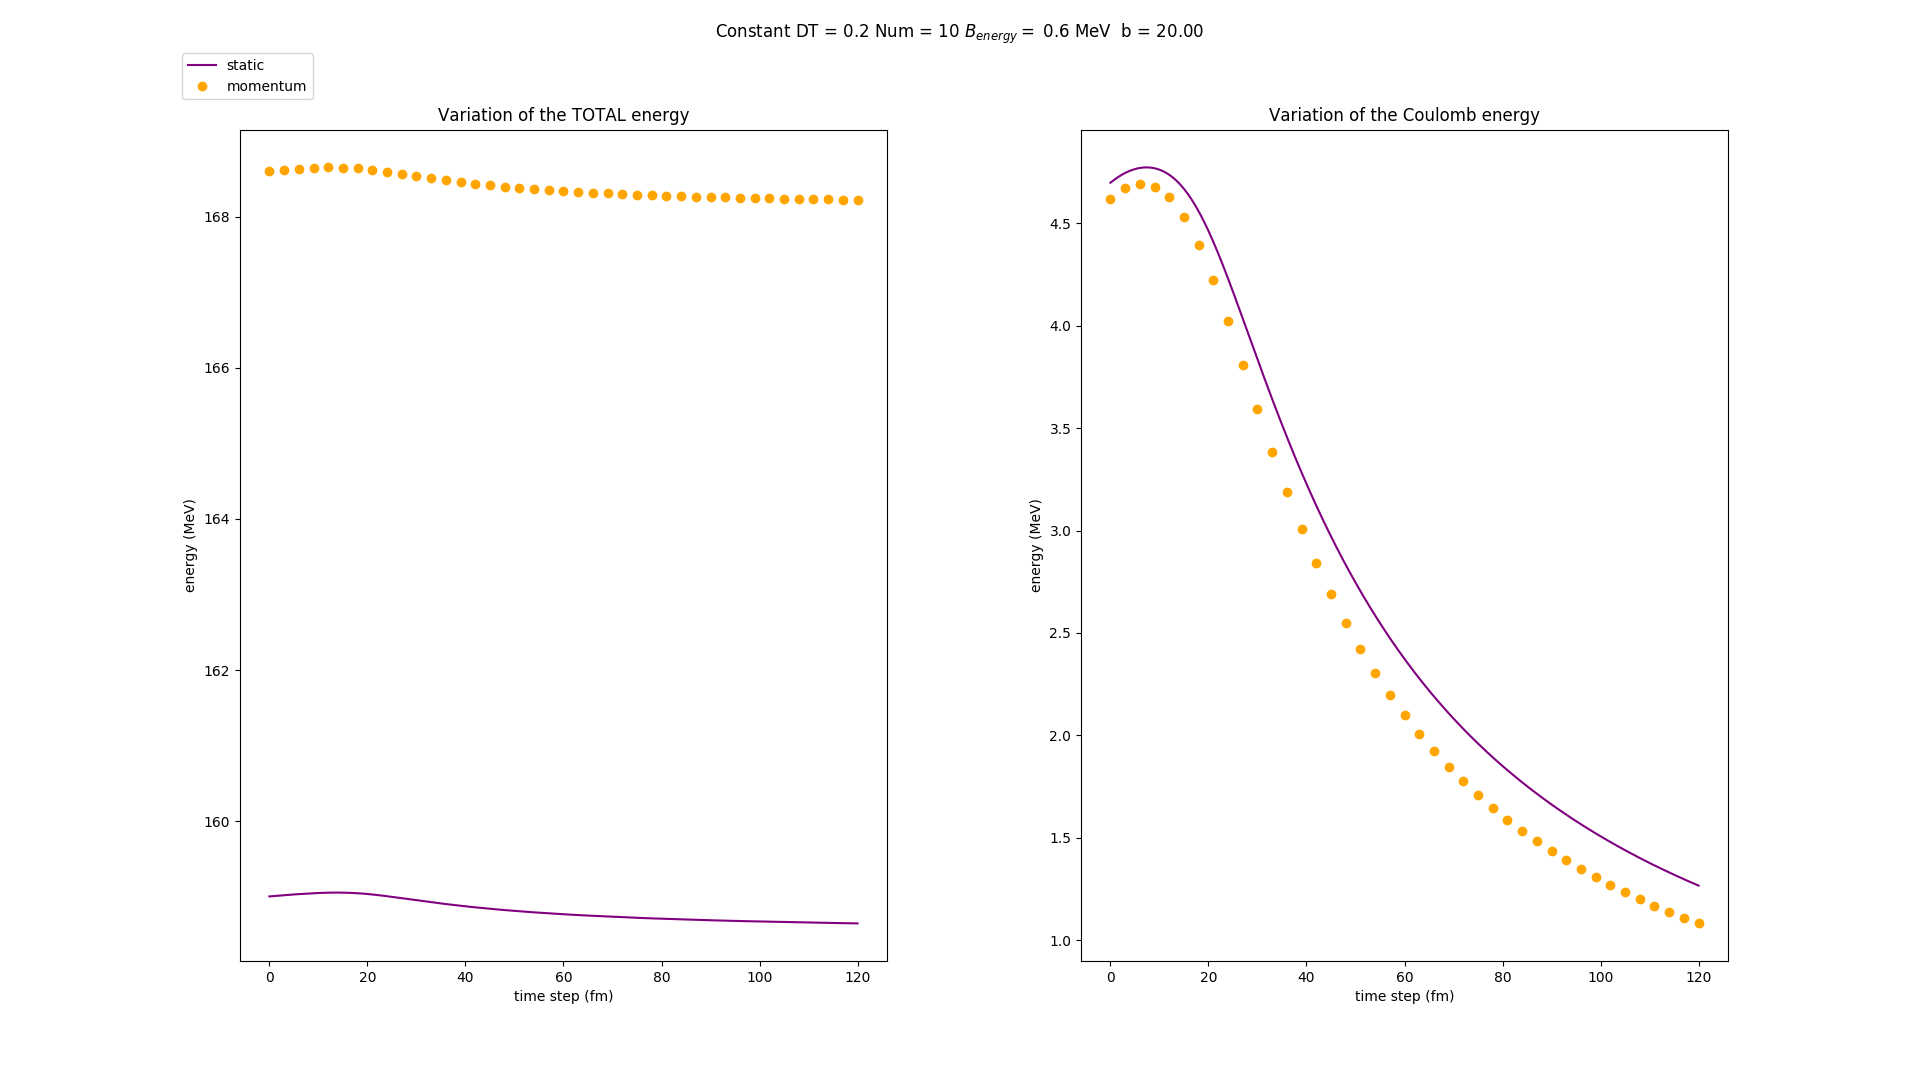 Constant DT = 0.2 Num = 10 B_energy = 0.6 MeV b = 20.00
static
momentum
Variation of the TOTAL energy
energy (MeV)
168
166
164
162
160
0 20 40 60 80 100 120
time step (fm)
Variation of the Coulomb energy
energy (MeV)
4.5
4.0
3.5
3.0
2.5
2.0
1.5
1.0
0 20 40 60 80 100 120
time step (fm)